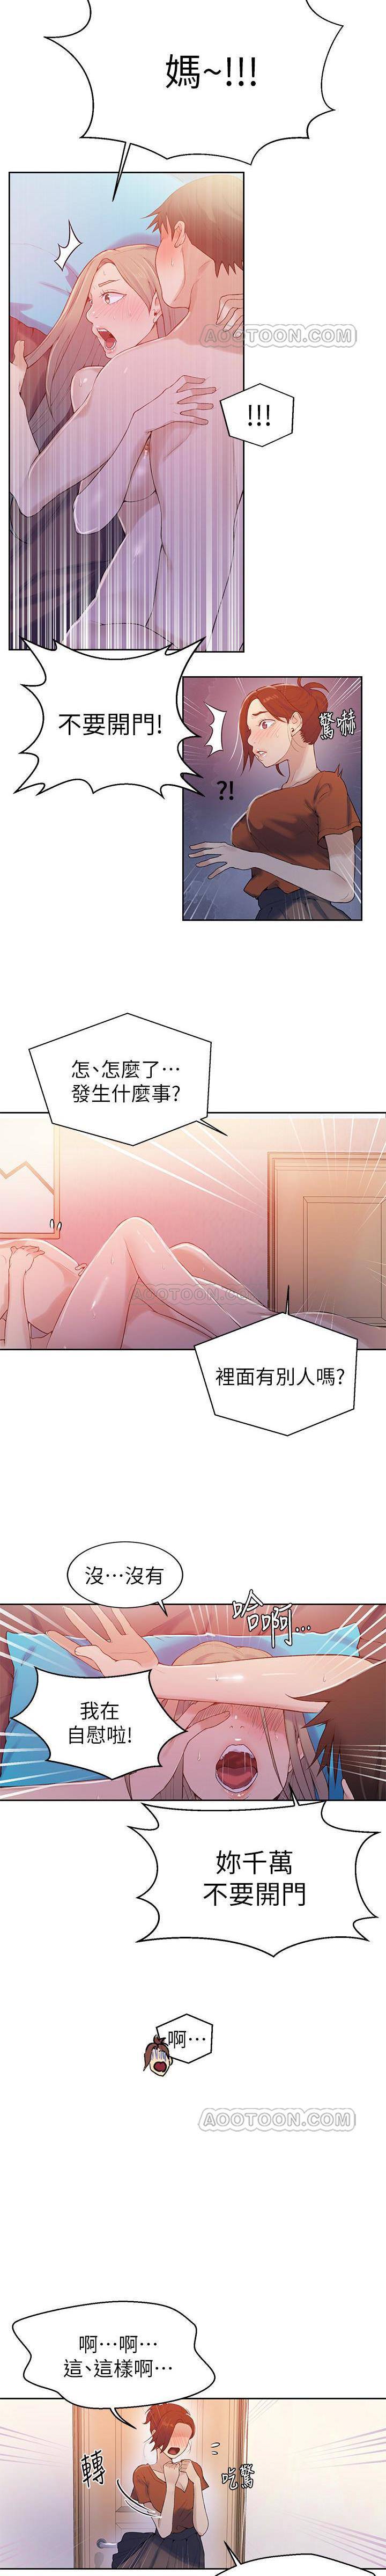 媽~!!!
AOOTOON.COM
!!!
不要開門!
驚嚇
?!
怎、怎麼了…
發生什麼事?
AOOTOON.COM
裡面有別人嗎?
沒…沒有
哈啊…
我在
自慰啦!
妳千萬
不要開門
啊…
AOOTOON.COM
啊…啊…
這、這樣啊…
轉
吃驚